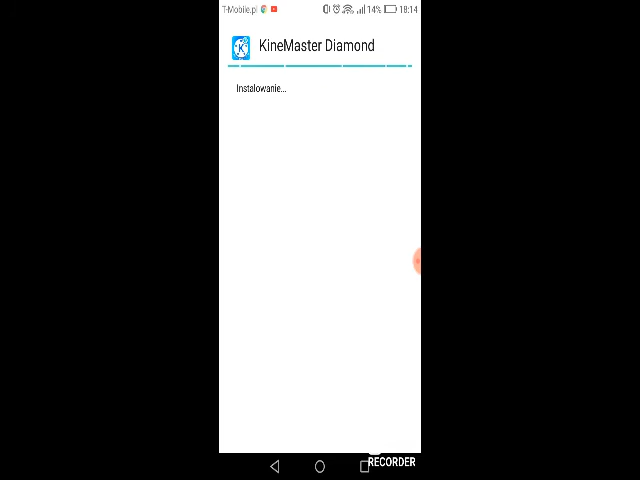 T-Mobile.pl 14% 18:14
KineMaster Diamond
Instalowanie...
RECORDER